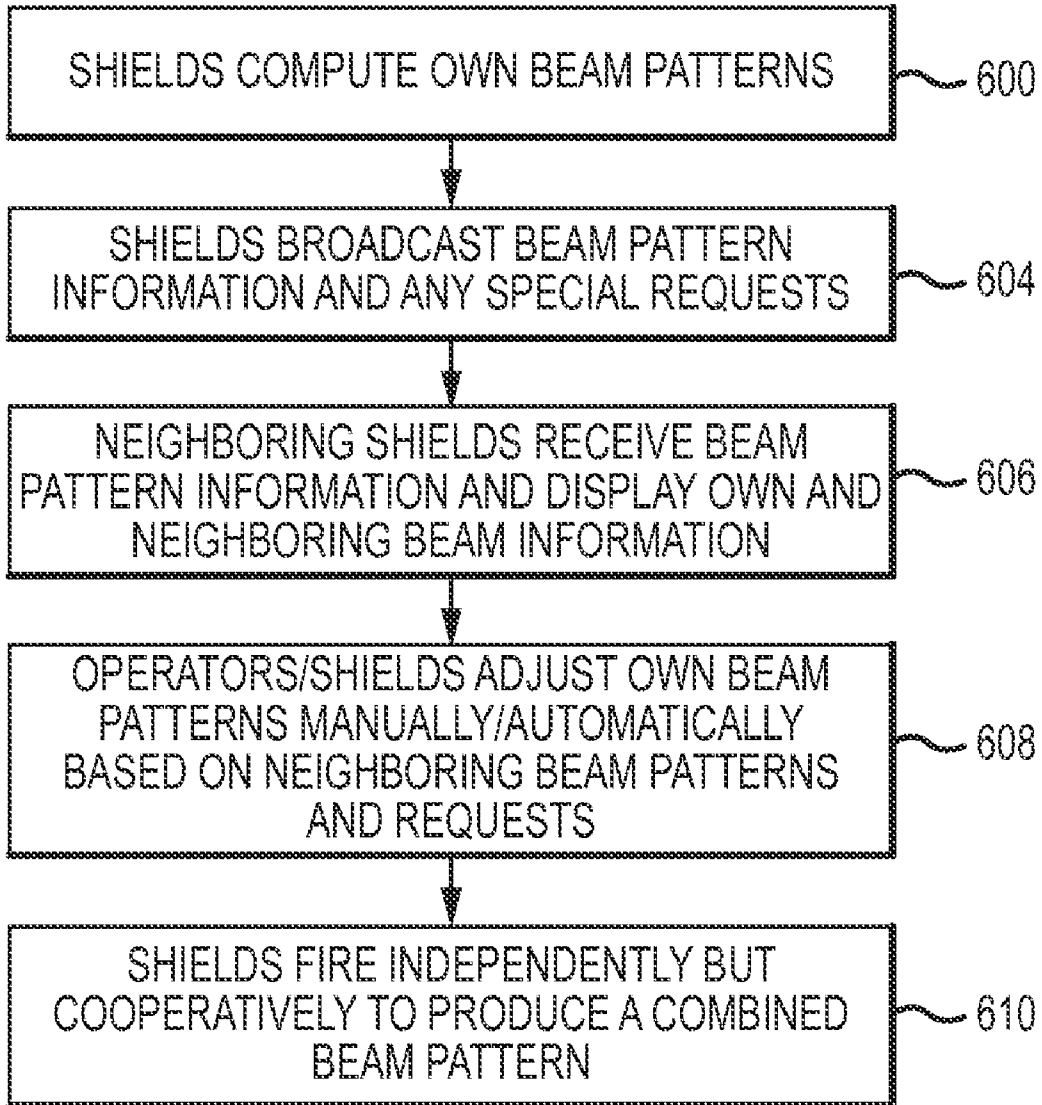 SHIELDS COMPUTE OWN BEAM PATTERNS
600
SHIELDS BROADCAST BEAM PATTERN
INFORMATION AND ANY SPECIAL REQUESTS
604
NEIGHBORING SHIELDS RECEIVE BEAM
PATTERN INFORMATION AND DISPLAY OWN AND
NEIGHBORING BEAM INFORMATION
606
OPERATORS/SHIELDS ADJUST OWN BEAM
PATTERNS MANUALLY/AUTOMATICALLY
BASED ON NEIGHBORING BEAM PATTERNS
AND REQUESTS
608
SHIELDS FIRE INDEPENDENTLY BUT
COOPERATIVELY TO PRODUCE A COMBINED
BEAM PATTERN
610